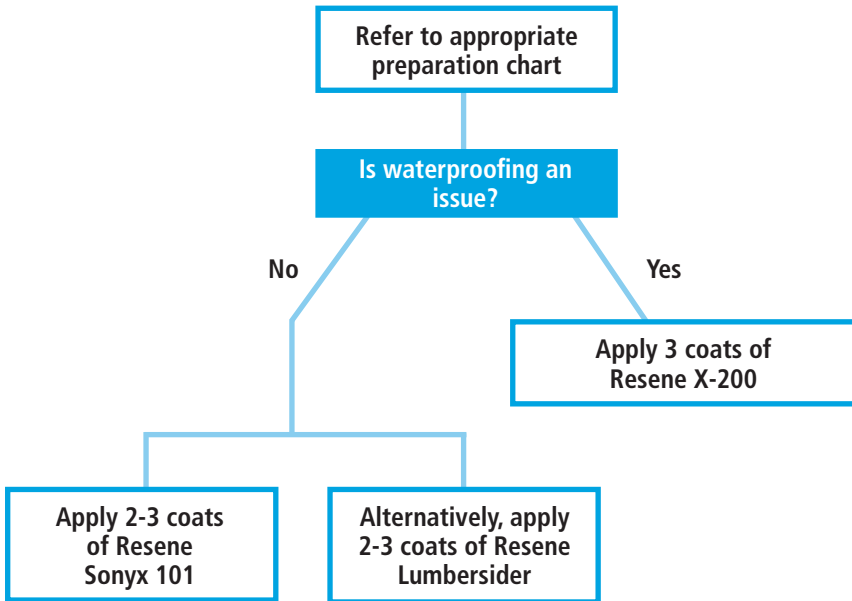 Refer to appropriate
preparation chart
Is waterproofing an
issue?
No
Yes
Apply 3 coats of
Resene X-200
Apply 2-3 coats
of Resene
Sonyx 101
Alternatively, apply
2-3 coats of Resene
Lumbersider